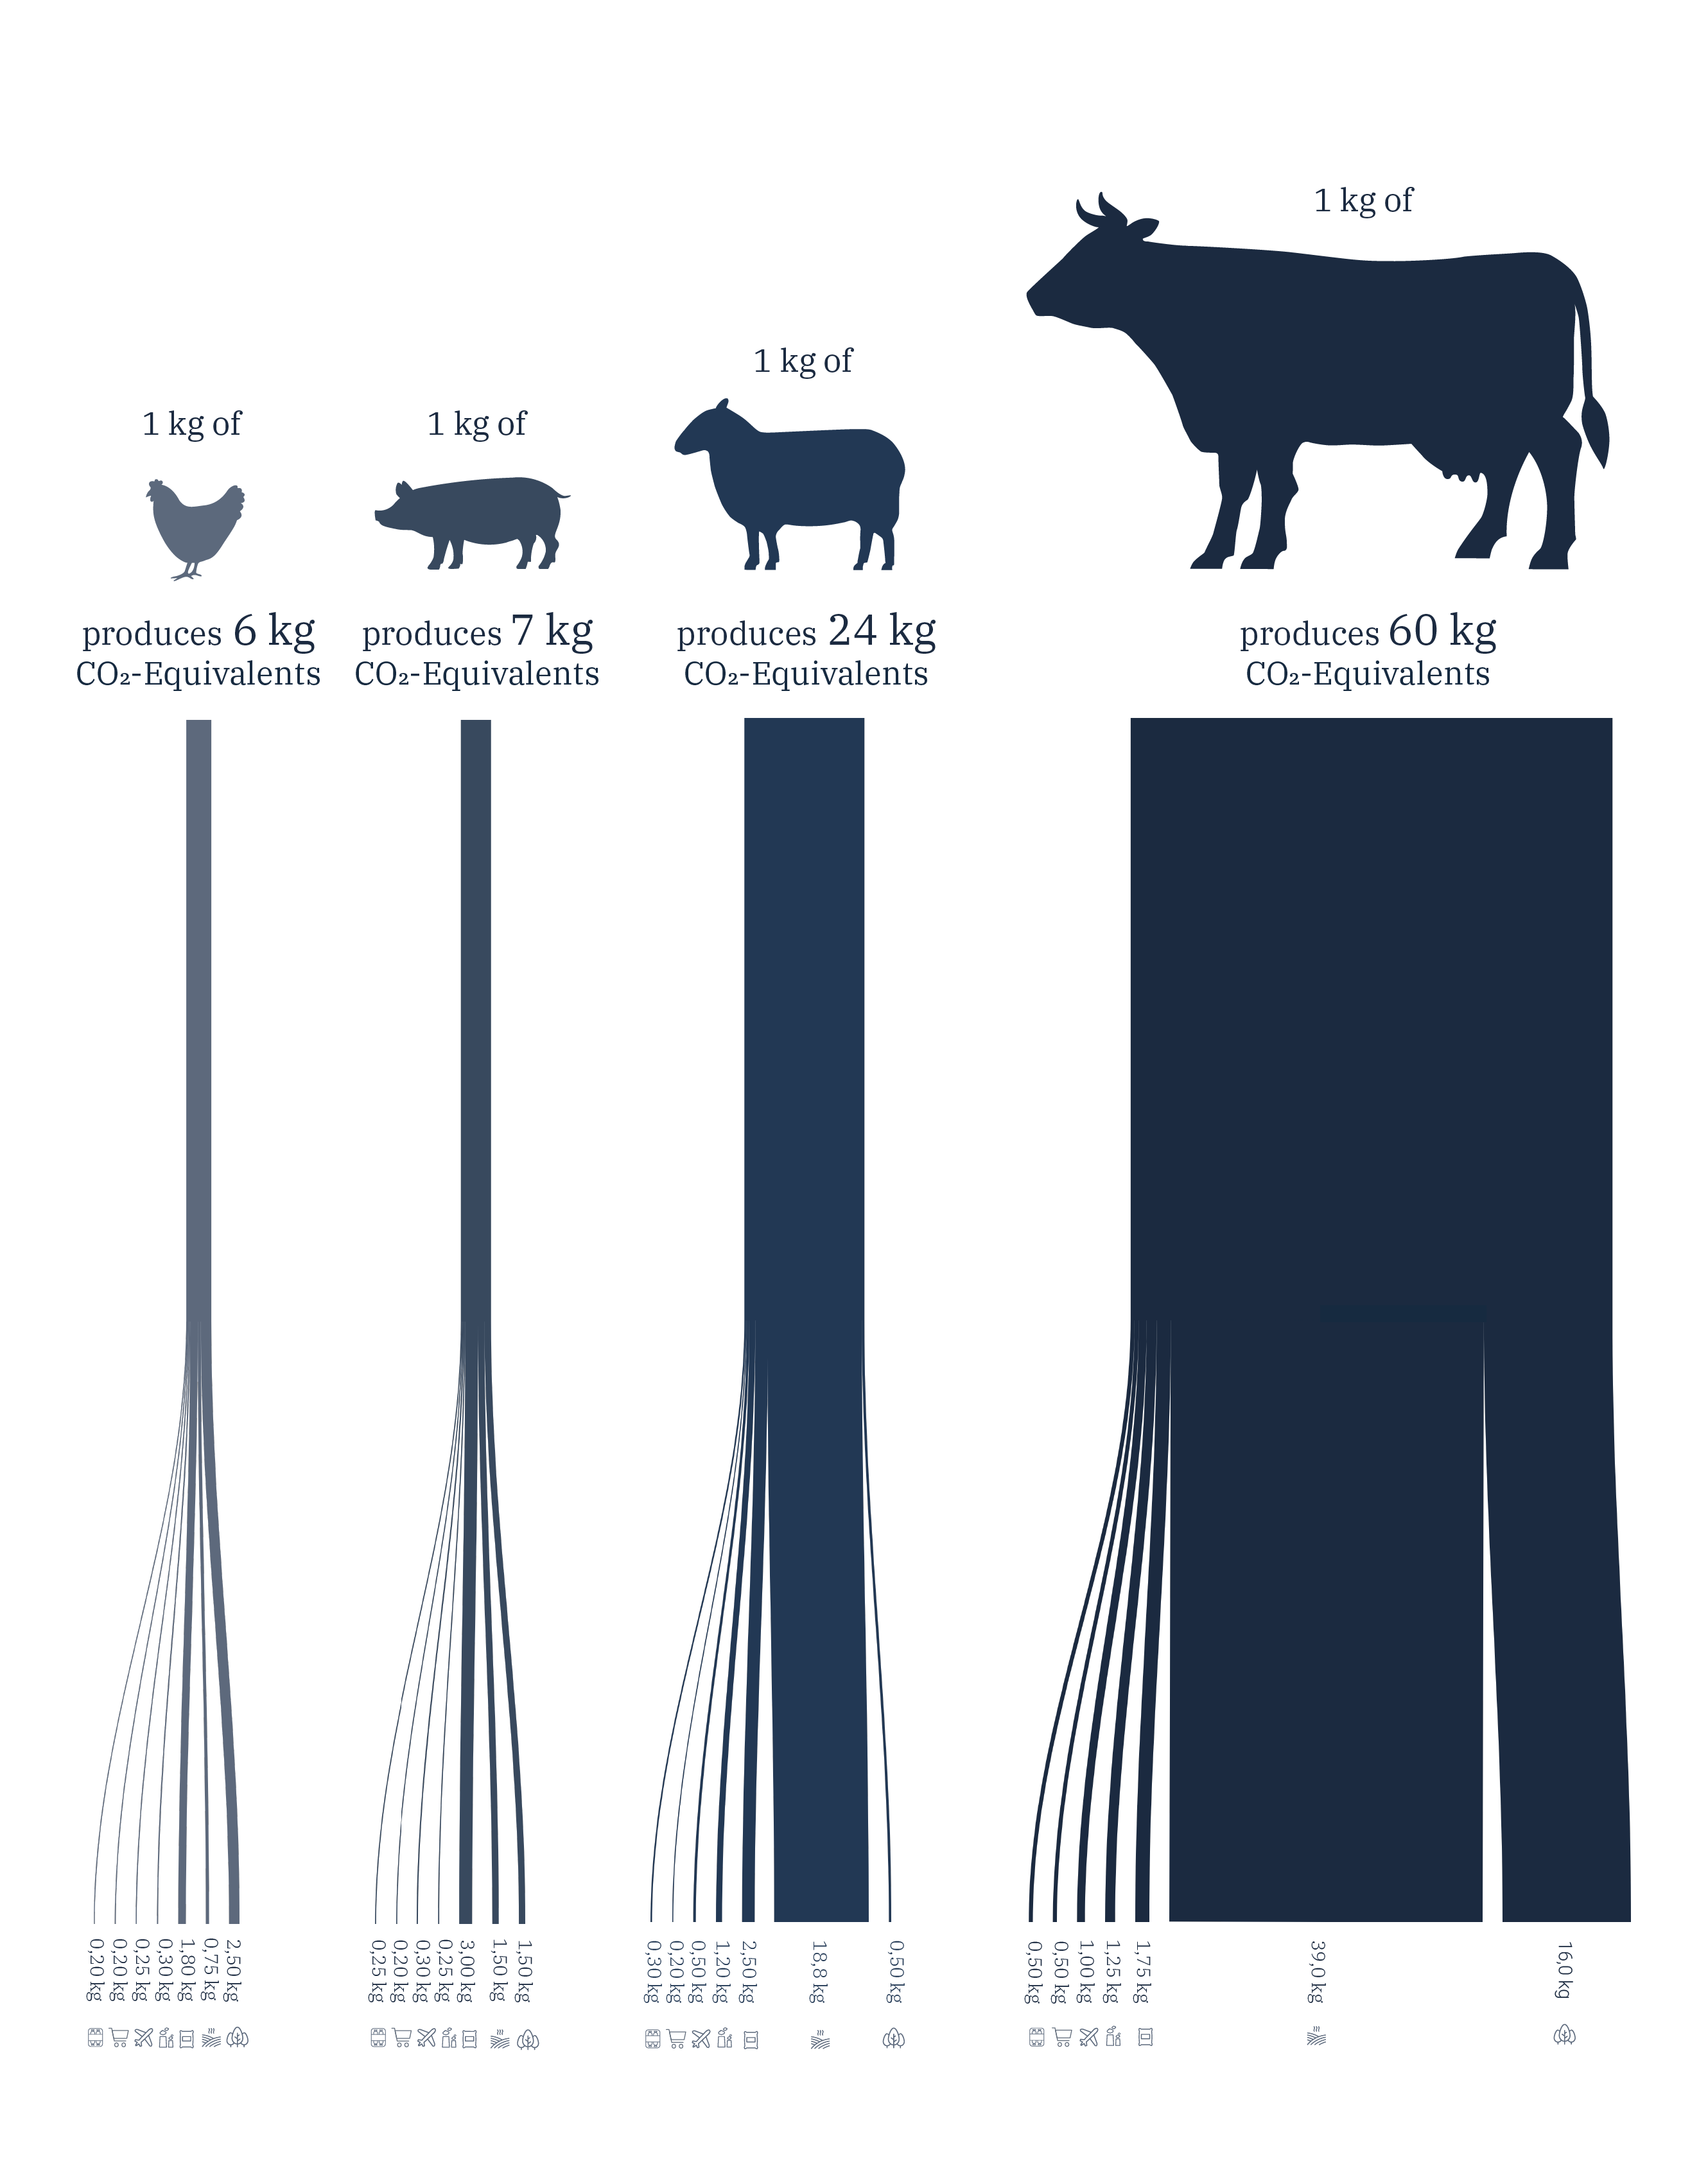 1 kg of
produces 6 kg
CO₂-Equivalents
0,20 kg
0,20 kg
0,25 kg
0,30 kg
1,80 kg
0,75 kg
2,50 kg
1 kg of
produces 7 kg
CO₂-Equivalents
0,25 kg
0,20 kg
0,30 kg
0,25 kg
3,00 kg
1,50 kg
1,50 kg
1 kg of
produces 24 kg
CO₂-Equivalents
0,30 kg
0,20 kg
0,50 kg
1,20 kg
2,50 kg
18,8 kg
0,50 kg
1 kg of
produces 60 kg
CO₂-Equivalents
0,50 kg
0,50 kg
1,00 kg
1,25 kg
1,75 kg
39,0 kg
16,0 kg